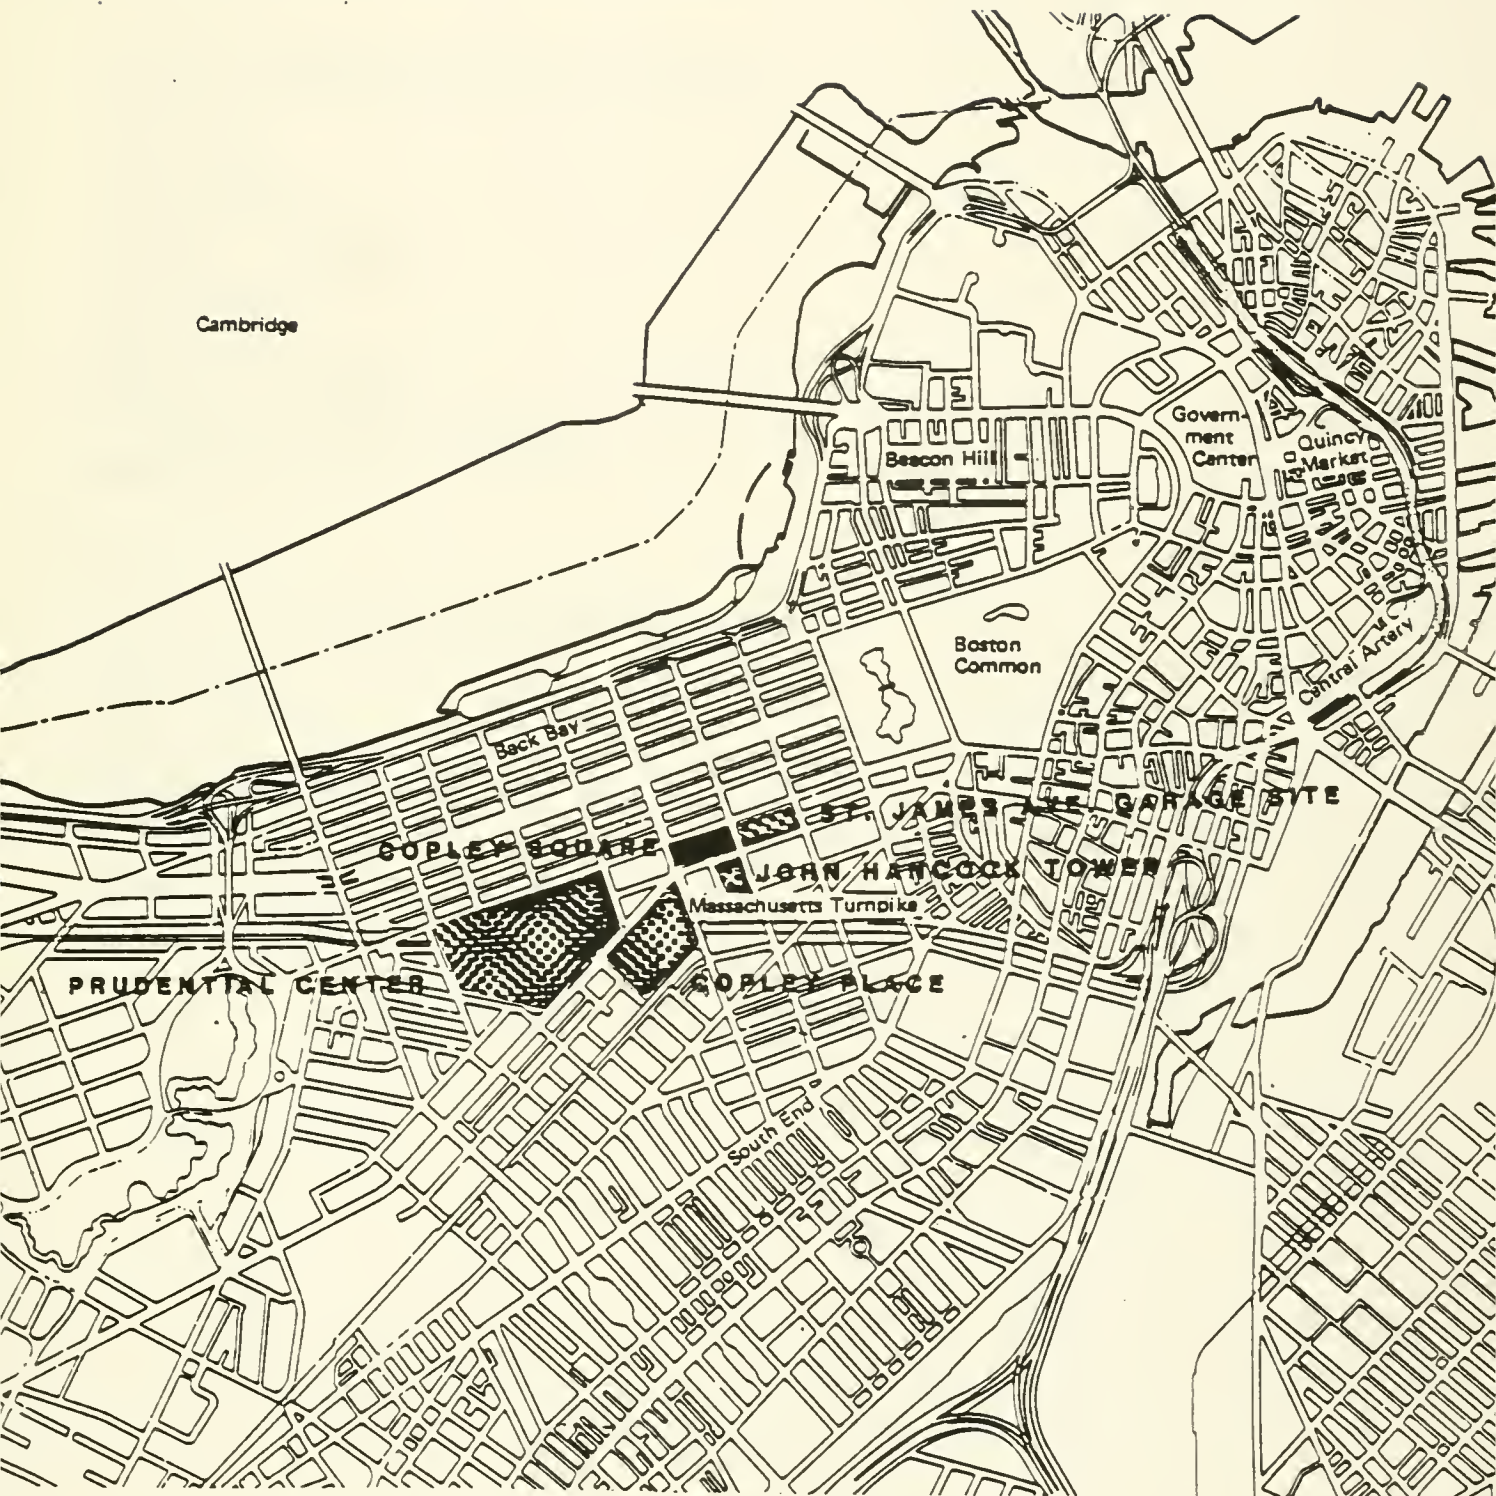 Cambridge
Govern-
ment
Center
Quincy
Market
Beacon Hill
Boston
Common
Central Artery
Back Bay
ST. JAMES AVE. GARAGE SITE
COPLEY SQUARE
JOHN HANCOCK TOWER
Massachusetts Turnpike
PRUDENTIAL CENTER
COPLEY PLACE
South End